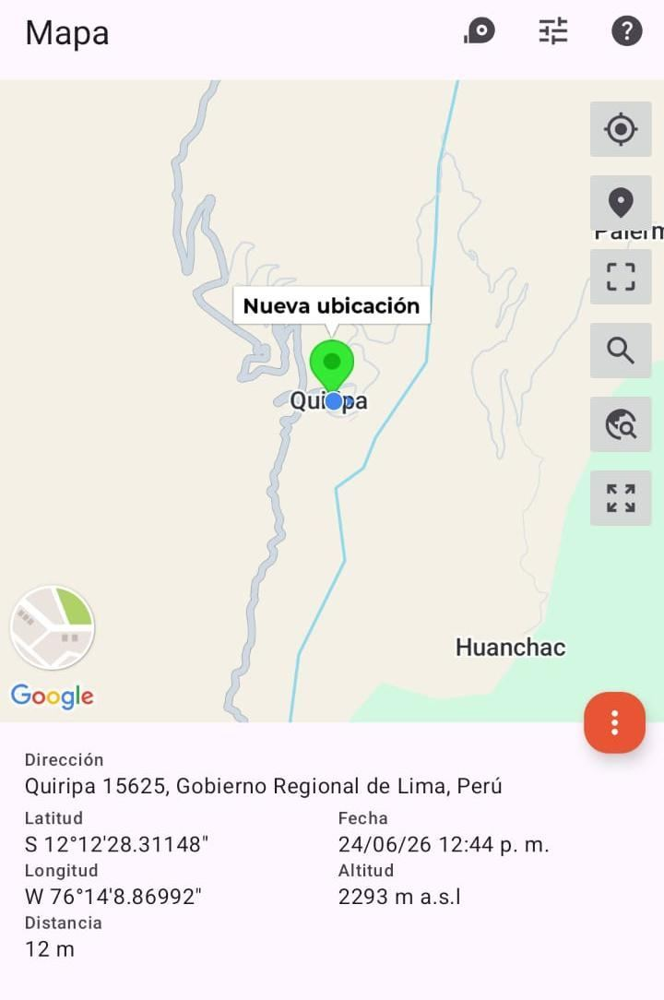 Mapa
Nueva ubicación
Quiripa
Huanchac
Google
Dirección
Quiripa 15625, Gobierno Regional de Lima, Perú
Latitud
S 12°12'28.31148"
Fecha
24/06/26 12:44 p. m.
Longitud
W 76°14'8.86992"
Altitud
2293 m a.s.l
Distancia
12 m